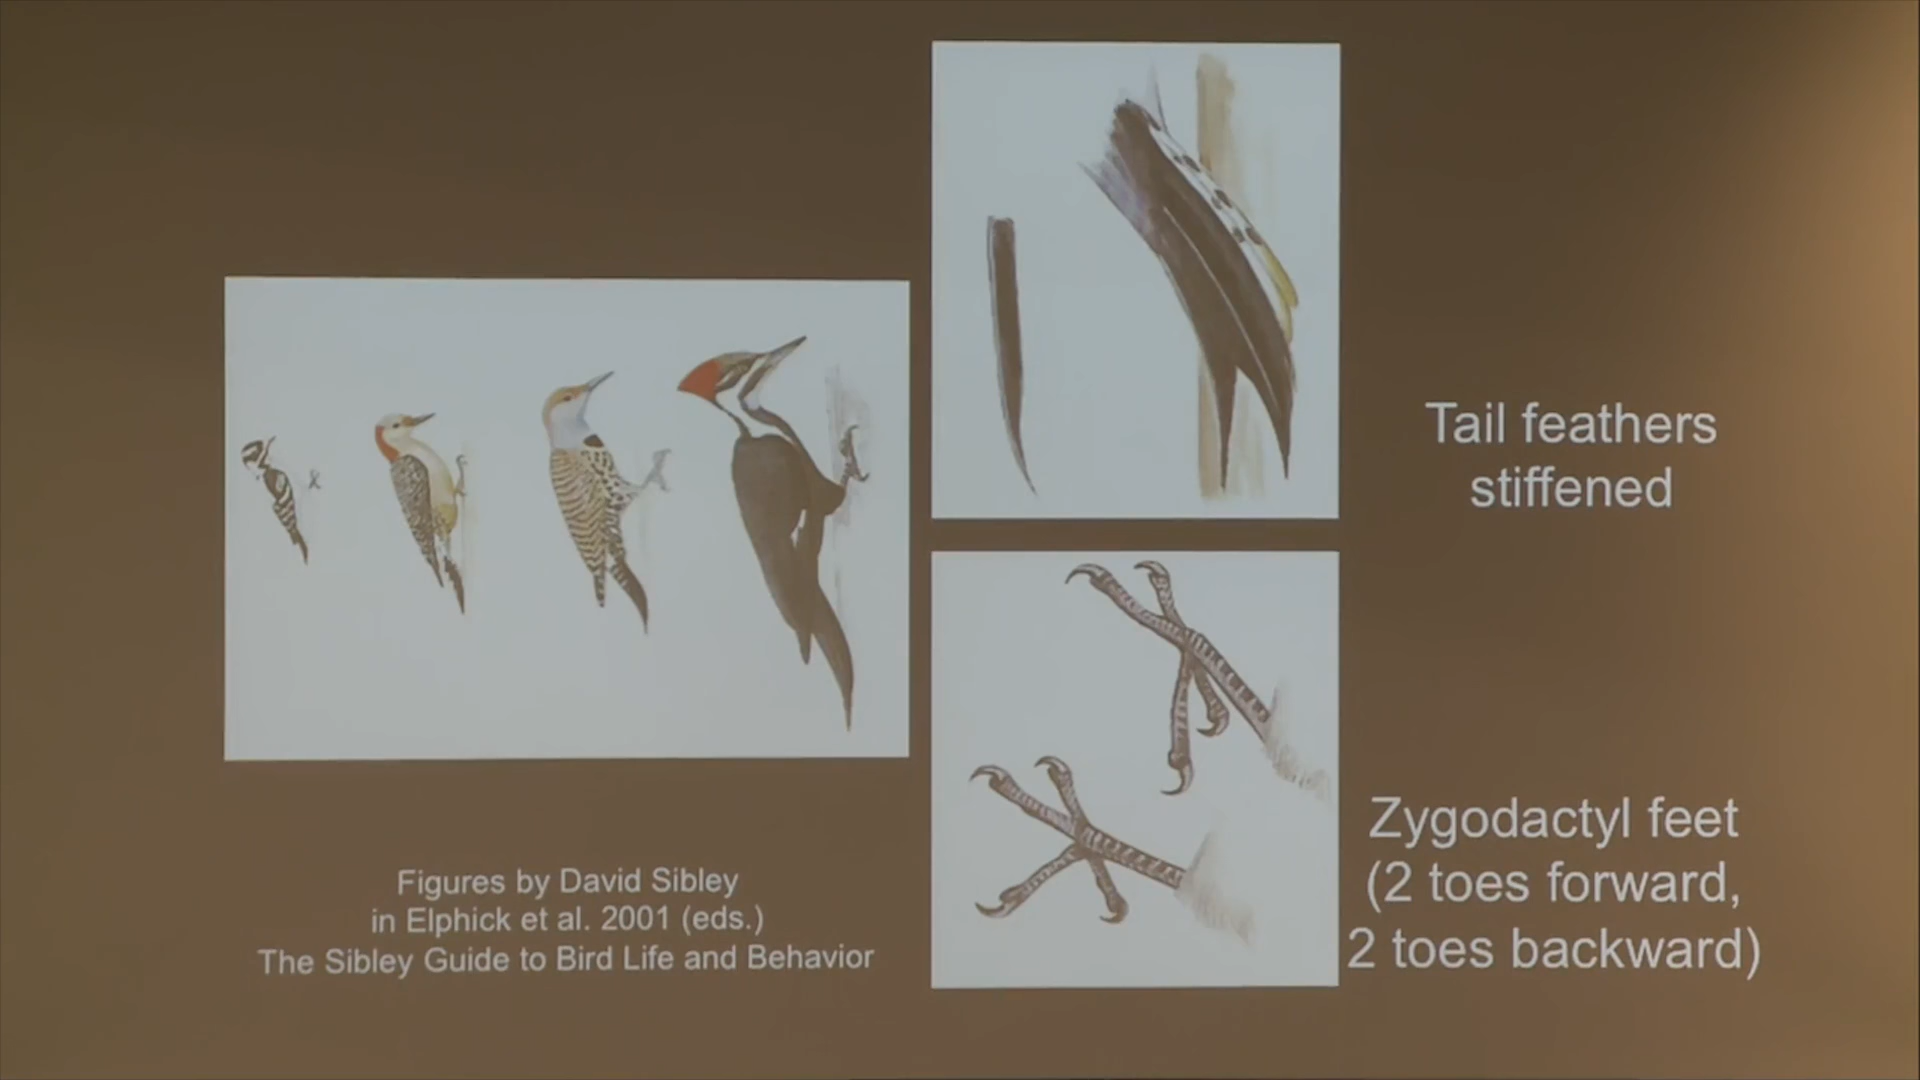 Tail feathers
stiffened
Zygodactyl feet
(2 toes forward,
2 toes backward)
Figures by David Sibley
in Elphick et al. 2001 (eds.)
The Sibley Guide to Bird Life and Behavior